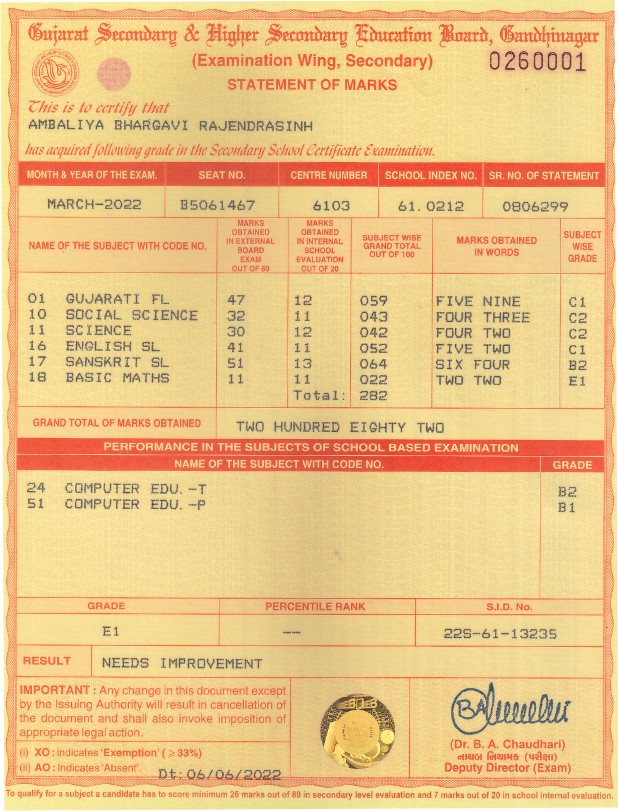 Gujarat Secondary & Higher Secondary Education Board, Gandhinagar
(Examination Wing, Secondary)
0260001
STATEMENT OF MARKS
This is to certify that
AMBALIYA BHARGAVI RAJENDRASINH
has acquired following grade in the Secondary School Certificate Examination.
MONTH & YEAR OF THE EXAM. SEAT NO. CENTRE NUMBER SCHOOL INDEX NO. SR. NO. OF STATEMENT
MARCH-2022 B5061467 6103 61.0212 0806299
NAME OF THE SUBJECT WITH CODE NO. MARKS OBTAINED IN EXTERNAL BOARD EXAM OUT OF 80 MARKS OBTAINED IN INTERNAL SCHOOL EVALUATION OUT OF 20 SUBJECT WISE GRAND TOTAL OUT OF 100 MARKS OBTAINED IN WORDS SUBJECT WISE GRADE
01 GUJARATI FL 47 12 059 FIVE NINE C1
10 SOCIAL SCIENCE 32 11 043 FOUR THREE C2
11 SCIENCE 30 12 042 FOUR TWO C2
16 ENGLISH SL 41 11 052 FIVE TWO C1
17 SANSKRIT SL 51 13 064 SIX FOUR B2
18 BASIC MATHS 11 11 022 TWO TWO E1
Total: 282
GRAND TOTAL OF MARKS OBTAINED TWO HUNDRED EIGHTY TWO
PERFORMANCE IN THE SUBJECTS OF SCHOOL BASED EXAMINATION
NAME OF THE SUBJECT WITH CODE NO. GRADE
24 COMPUTER EDU.-T B2
51 COMPUTER EDU.-P B1
GRADE PERCENTILE RANK S.I.D. No.
E1 -- 22S-61-13235
RESULT NEEDS IMPROVEMENT
IMPORTANT : Any change in this document except
by the Issuing Authority will result in cancellation of
the document and shall also invoke imposition of
appropriate legal action.
(i) XO : Indicates 'Exemption' (≥33%)
(ii) AO : Indicates 'Absent'.
Dt: 06/06/2022
(Dr. B. A. Chaudhari)
નાયબ નિયામક (પરીક્ષા)
Deputy Director (Exam)
To qualify for a subject a candidate has to score minimum 26 marks out of 80 in secondary level evaluation and 7 marks out of 20 in school internal evaluation.